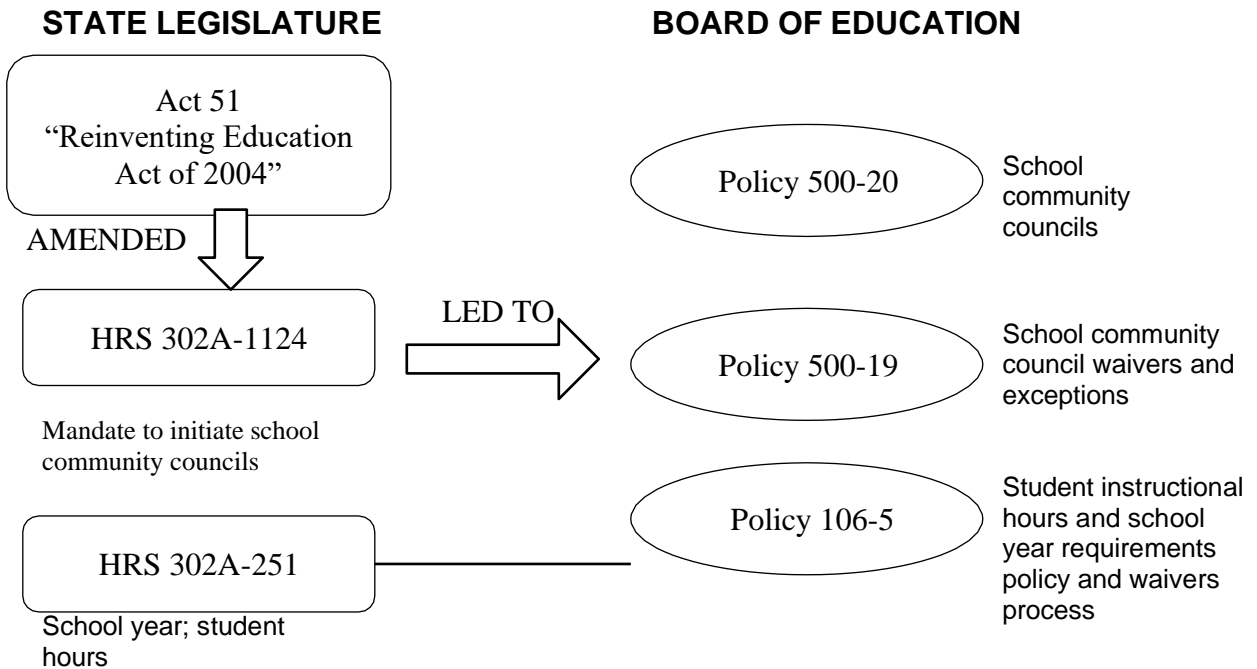 STATE LEGISLATURE
BOARD OF EDUCATION
Act 51
“Reinventing Education
Act of 2004”
AMENDED
HRS 302A-1124
Mandate to initiate school
community councils
LED TO
HRS 302A-251
School year; student
hours
Policy 500-20
School
community
councils
Policy 500-19
School community
council waivers and
exceptions
Policy 106-5
Student instructional
hours and school
year requirements
policy and waivers
process